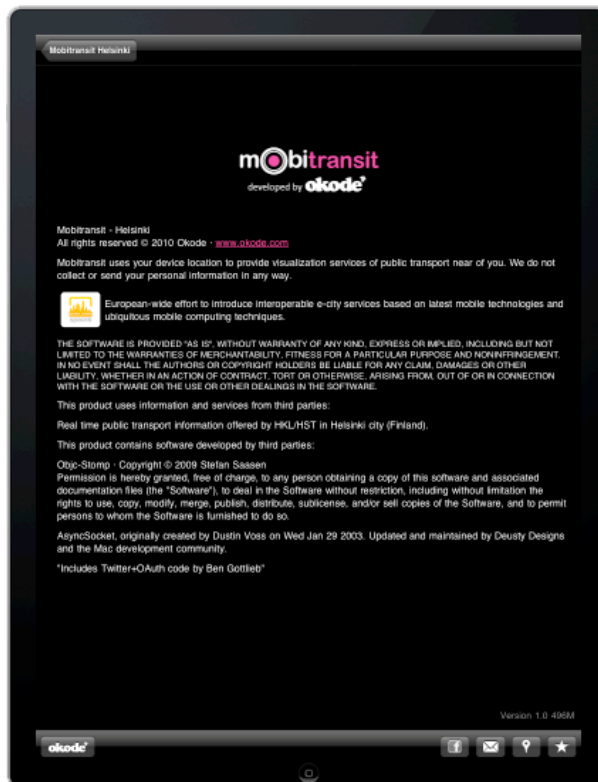 Mobitransit Helsinki
mobitransit
developed by okode
Mobitransit - Helsinki
All rights reserved © 2010 Okode · www.okode.com
Mobitransit uses your device location to provide visualization services of public transport near of you. We do not
collect or send your personal information in any way.
European-wide effort to introduce interoperable e-city services based on latest mobile technologies and
ubiquitous mobile computing techniques.
THE SOFTWARE IS PROVIDED "AS IS", WITHOUT WARRANTY OF ANY KIND, EXPRESS OR IMPLIED, INCLUDING BUT NOT
LIMITED TO THE WARRANTIES OF MERCHANTABILITY, FITNESS FOR A PARTICULAR PURPOSE AND NONINFRINGEMENT.
IN NO EVENT SHALL THE AUTHORS OR COPYRIGHT HOLDERS BE LIABLE FOR ANY CLAIM, DAMAGES OR OTHER
LIABILITY, WHETHER IN AN ACTION OF CONTRACT, TORT OR OTHERWISE, ARISING FROM, OUT OF OR IN CONNECTION
WITH THE SOFTWARE OR THE USE OR OTHER DEALINGS IN THE SOFTWARE.
This product uses information and services from third parties:
Real time public transport information offered by HKL/HST in Helsinki city (Finland).
This product contains software developed by third parties:
Objc-Stomp · Copyright © 2009 Stefan Saasen
Permission is hereby granted, free of charge, to any person obtaining a copy of this software and associated
documentation files (the "Software"), to deal in the Software without restriction, including without limitation the
rights to use, copy, modify, merge, publish, distribute, sublicense, and/or sell copies of the Software, and to permit
persons to whom the Software is furnished to do so.
AsyncSocket, originally created by Dustin Voss on Wed Jan 29 2003. Updated and maintained by Deusty Designs
and the Mac development community.
"Includes Twitter+OAuth code by Ben Gottlieb"
Version 1.0 496M
okode